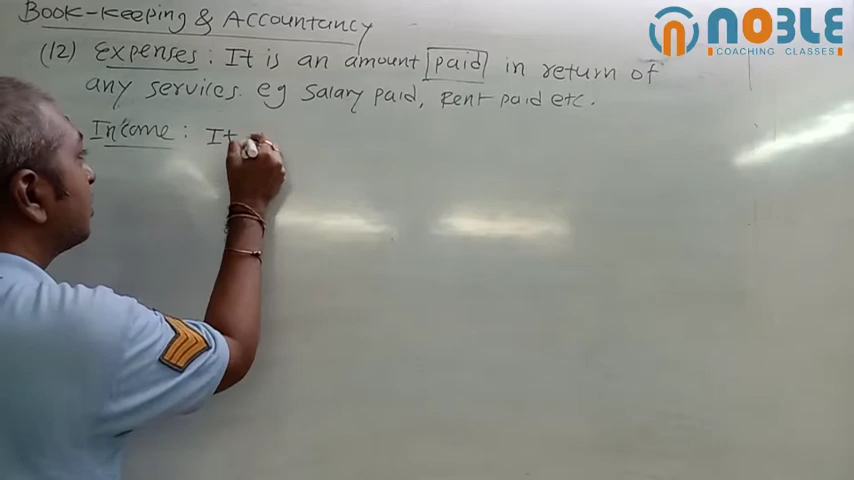 Book-keeping & Accountancy
NOBLE
COACHING CLASSES
(12) Expenses : It is an amount paid in return of
any services. eg Salary paid, Rent paid etc.
Income : It